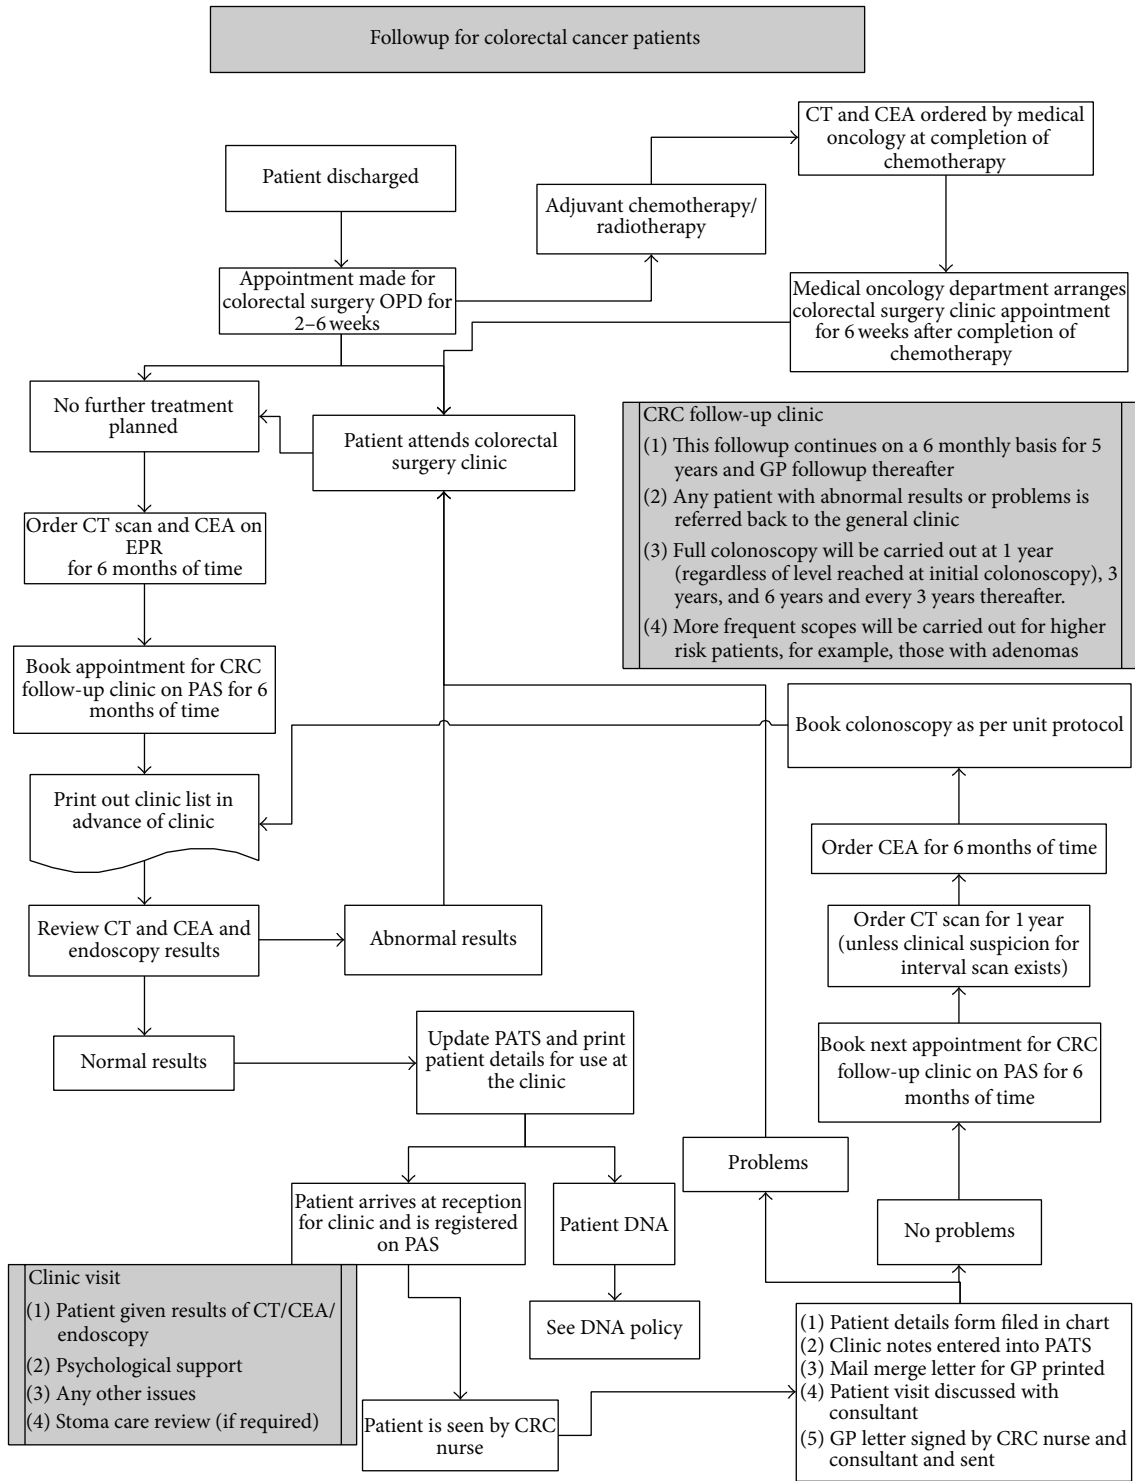 Followup for colorectal cancer patients
Patient discharged
CT and CEA ordered by medical
oncology at completion of
chemotherapy
Adjuvant chemotherapy/
radiotherapy
Appointment made for
colorectal surgery OPD for
2–6 weeks
Medical oncology department arranges
colorectal surgery clinic appointment
for 6 weeks after completion of
chemotherapy
No further treatment
planned
Patient attends colorectal
surgery clinic
CRC follow-up clinic
(1) This followup continues on a 6 monthly basis for 5
years and GP followup thereafter
(2) Any patient with abnormal results or problems is
referred back to the general clinic
(3) Full colonoscopy will be carried out at 1 year
(regardless of level reached at initial colonoscopy), 3
years, and 6 years and every 3 years thereafter.
(4) More frequent scopes will be carried out for higher
risk patients, for example, those with adenomas
Order CT scan and CEA on
EPR
for 6 months of time
Book appointment for CRC
follow-up clinic on PAS for 6
months of time
Book colonoscopy as per unit protocol
Print out clinic list in
advance of clinic
Order CEA for 6 months of time
Review CT and CEA and
endoscopy results
Abnormal results
Order CT scan for 1 year
(unless clinical suspicion for
interval scan exists)
Normal results
Update PATS and print
patient details for use at
the clinic
Book next appointment for CRC
follow-up clinic on PAS for 6
months of time
Problems
Patient arrives at reception
for clinic and is registered
on PAS
Patient DNA
No problems
Clinic visit
(1) Patient given results of CT/CEA/
endoscopy
(2) Psychological support
(3) Any other issues
(4) Stoma care review (if required)
See DNA policy
Patient is seen by CRC
nurse
(1) Patient details form filed in chart
(2) Clinic notes entered into PATS
(3) Mail merge letter for GP printed
(4) Patient visit discussed with
consultant
(5) GP letter signed by CRC nurse and
consultant and sent